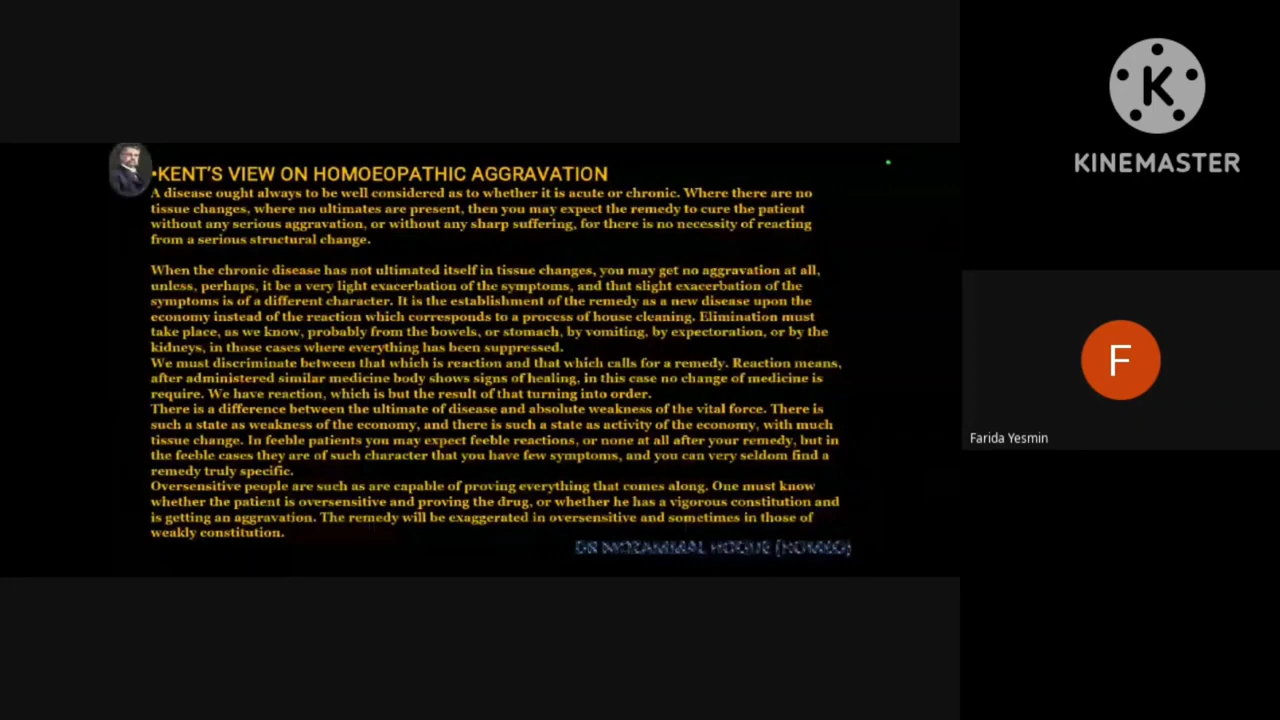 •KENT'S VIEW ON HOMOEOPATHIC AGGRAVATION
A disease ought always to be well considered as to whether it is acute or chronic. Where there are no
tissue changes, where no ultimates are present, then you may expect the remedy to cure the patient
without any serious aggravation, or without any sharp suffering, for there is no necessity of reacting
from a serious structural change.
When the chronic disease has not ultimated itself in tissue changes, you may get no aggravation at all,
unless, perhaps, it be a very light exacerbation of the symptoms, and that slight exacerbation of the
symptoms is of a different character. It is the establishment of the remedy as a new disease upon the
economy instead of the reaction which corresponds to a process of house cleaning. Elimination must
take place, as we know, probably from the bowels, or stomach, by vomiting, by expectoration, or by the
kidneys, in those cases where everything has been suppressed.
We must discriminate between that which is reaction and that which calls for a remedy. Reaction means,
after administered similar medicine body shows signs of healing, in this case no change of medicine is
require. We have reaction, which is but the result of that turning into order.
There is a difference between the ultimate of disease and absolute weakness of the vital force. There is
such a state as weakness of the economy, and there is such a state as activity of the economy, with much
tissue change. In feeble patients you may expect feeble reactions, or none at all after your remedy, but in
the feeble cases they are of such character that you have few symptoms, and you can very seldom find a
remedy truly specific.
Oversensitive people are such as are capable of proving everything that comes along. One must know
whether the patient is oversensitive and proving the drug, or whether he has a vigorous constitution and
is getting an aggravation. The remedy will be exaggerated in oversensitive and sometimes in those of
weakly constitution.
DR MOZAMMAL HOQUE (HOMEO)
K
KINEMASTER
F
Farida Yesmin